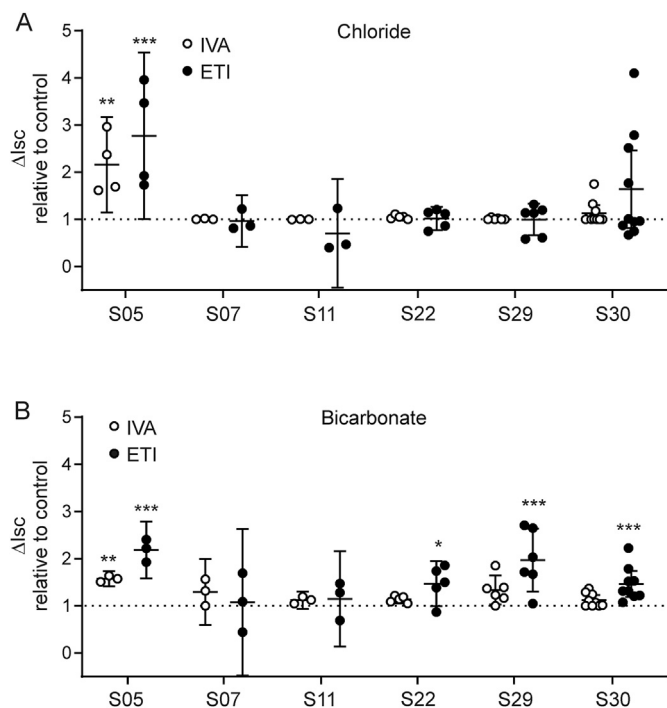 A
Chloride
IVA
ETI
** ***
ΔIsc
relative to control
5
4
3
2
1
0
S05 S07 S11 S22 S29 S30
B
Bicarbonate
IVA
ETI
** *** * *** ***
ΔIsc
relative to control
5
4
3
2
1
0
S05 S07 S11 S22 S29 S30